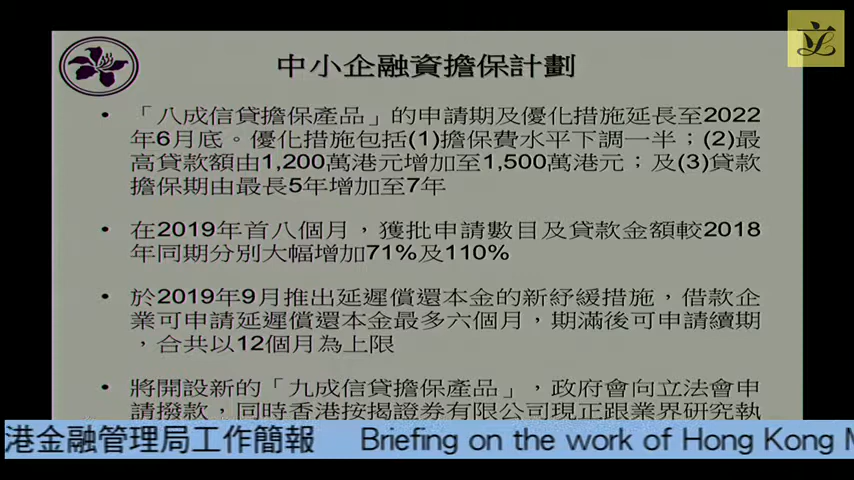 中小企融資擔保計劃
• 「八成信貸擔保產品」的申請期及優化措施延長至2022
年6月底。優化措施包括(1)擔保費水平下調一半；(2)最
高貸款額由1,200萬港元增加至1,500萬港元；及(3)貸款
擔保期由最長5年增加至7年
• 在2019年首八個月，獲批申請數目及貸款金額較2018
年同期分別大幅增加71%及110%
• 於2019年9月推出延遲償還本金的新紓緩措施，借款企
業可申請延遲償還本金最多六個月，期滿後可申請續期
，合共以12個月為上限
• 將開設新的「九成信貸擔保產品」，政府會向立法會申
請撥款，同時香港按揭證券有限公司現正跟業界研究執
港金融管理局工作簡報 Briefing on the work of Hong Kong M